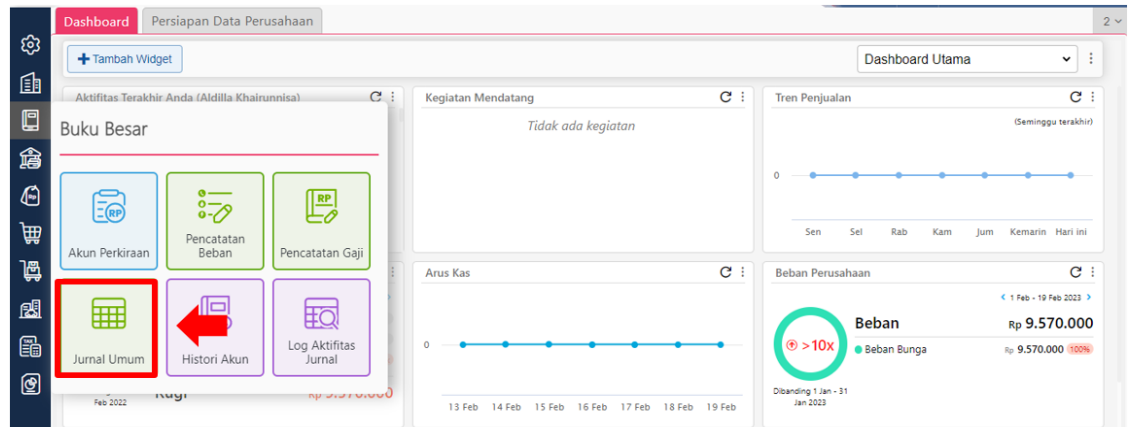 Dashboard
Persiapan Data Perusahaan
2
Tambah Widget
Dashboard Utama
Aktifitas Terakhir Anda (Aldilla Khairunnisa)
Kegiatan Mendatang
Tidak ada kegiatan
Tren Penjualan
(Seminggu terakhir)
0
Sen Sel Rab Kam Jum Kemarin Hari ini
Buku Besar
RP
Akun Perkiraan
Pencatatan
Beban
RP
Pencatatan Gaji
Jurnal Umum
Histori Akun
Log Aktifitas
Jurnal
Feb 2022
Arus Kas
0
13 Feb 14 Feb 15 Feb 16 Feb 17 Feb 18 Feb 19 Feb
Beban Perusahaan
1 Feb - 19 Feb 2023
>10x
Beban
Rp 9.570.000
Beban Bunga
Rp 9.570.000 100%
Dibanding 1 Jan - 31
Jan 2023